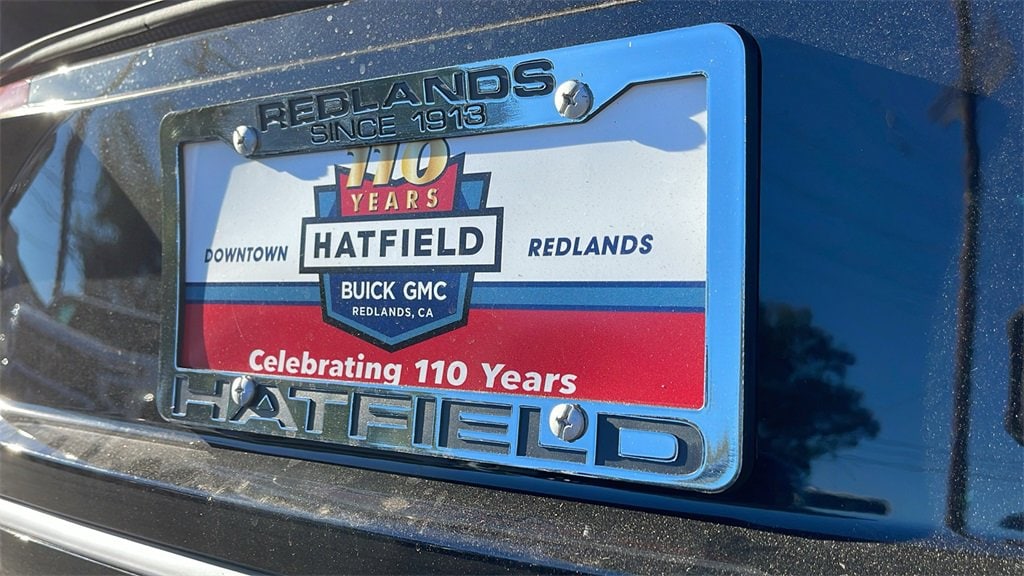 REDLANDS
SINCE 1913
110
YEARS
DOWNTOWN HATFIELD REDLANDS
BUICK GMC
REDLANDS, CA
Celebrating 110 Years
HATFIELD